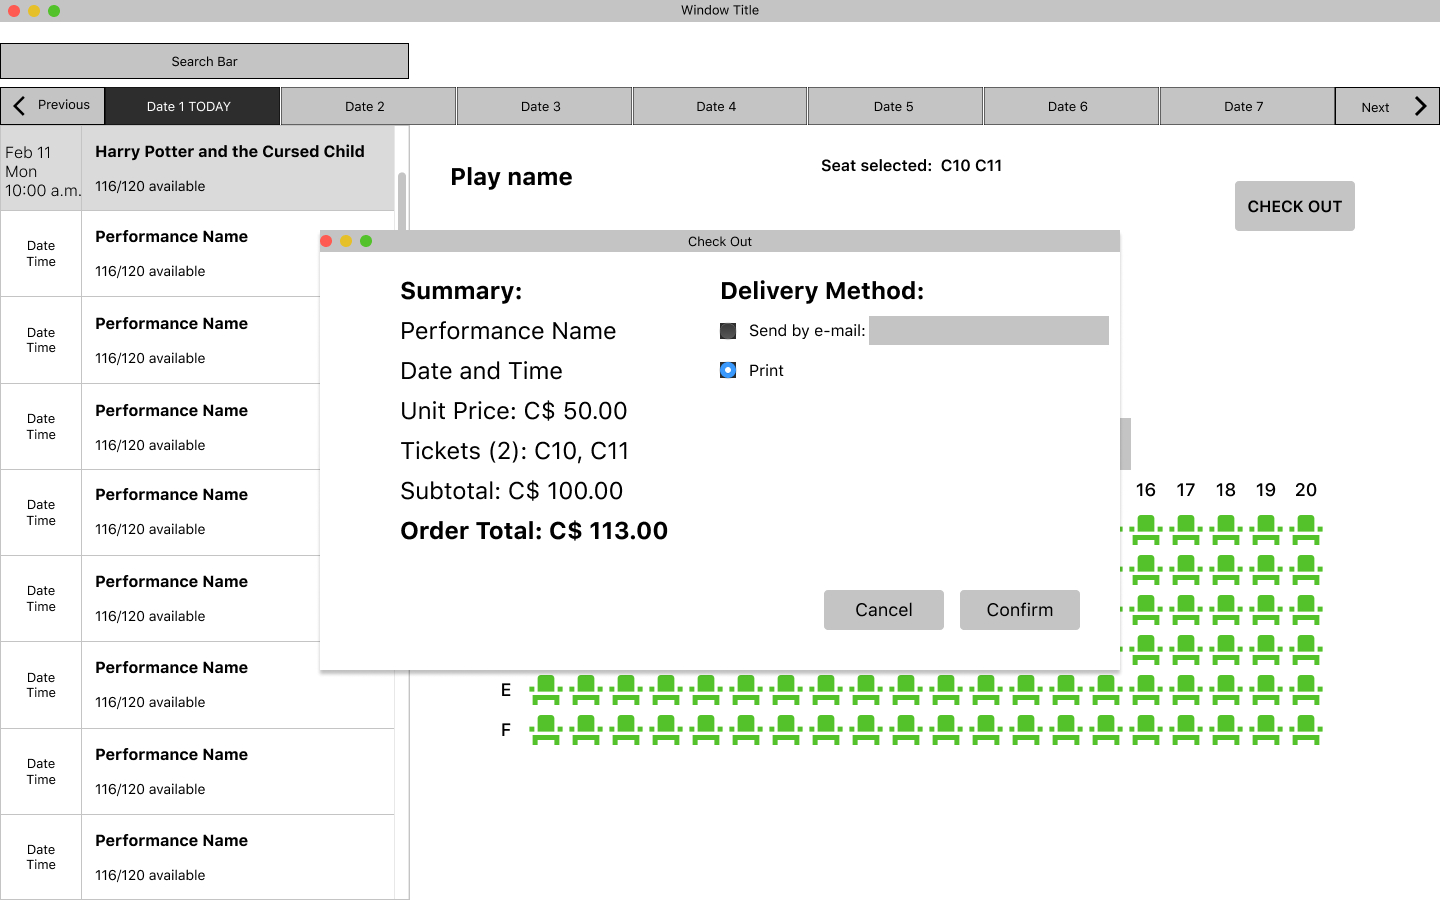 Window Title
Search Bar
Previous
Date 1 TODAY
Date 2
Date 3
Date 4
Date 5
Date 6
Date 7
Next
Feb 11
Mon
10:00 a.m.
Harry Potter and the Cursed Child
116/120 available
Date
Time
Performance Name
116/120 available
Date
Time
Performance Name
116/120 available
Date
Time
Performance Name
116/120 available
Date
Time
Performance Name
116/120 available
Date
Time
Performance Name
116/120 available
Date
Time
Performance Name
116/120 available
Date
Time
Performance Name
116/120 available
Date
Time
Performance Name
116/120 available
Play name
Seat selected: C10 C11
CHECK OUT
Check Out
Summary:
Performance Name
Date and Time
Unit Price: C$ 50.00
Tickets (2): C10, C11
Subtotal: C$ 100.00
Order Total: C$ 113.00
Delivery Method:
Send by e-mail:
Print
Cancel
Confirm
16 17 18 19 20
E
F